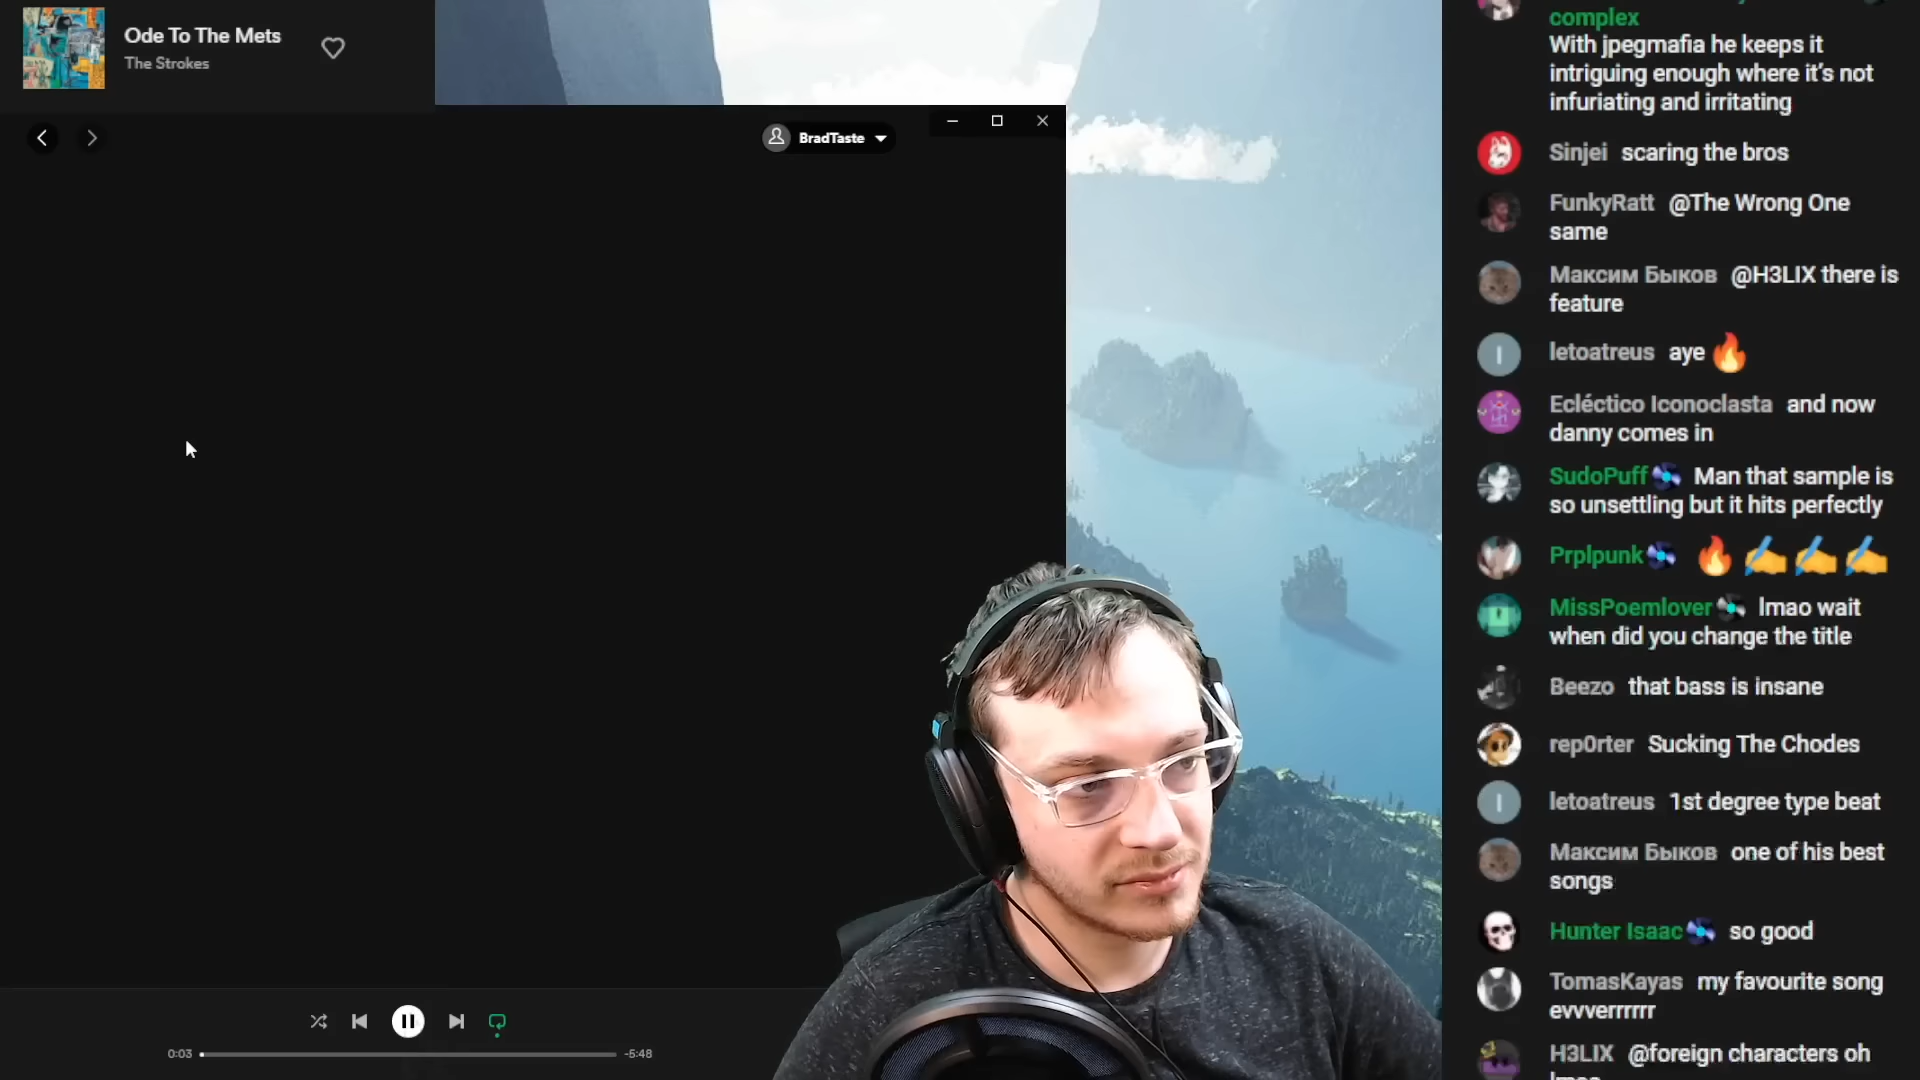 Ode To The Mets
The Strokes
BradTaste
0:03
-5:48
complex
With jpegmafia he keeps it
intriguing enough where it's not
infuriating and irritating
Sinjei scaring the bros
FunkyRatt @The Wrong One
same
Максим Быков @H3LIX there is
feature
I
letoatreus aye 🔥
Ecléctico Iconoclasta and now
danny comes in
SudoPuff Man that sample is
so unsettling but it hits perfectly
Prplpunk 🔥 ✍️ ✍️ ✍️
MissPoemlover lmao wait
when did you change the title
Beezo that bass is insane
rep0rter Sucking The Chodes
I
letoatreus 1st degree type beat
Максим Быков one of his best
songs
Hunter Isaac so good
TomasKayas my favourite song
evvverrrrrr
H3LIX @foreign characters oh